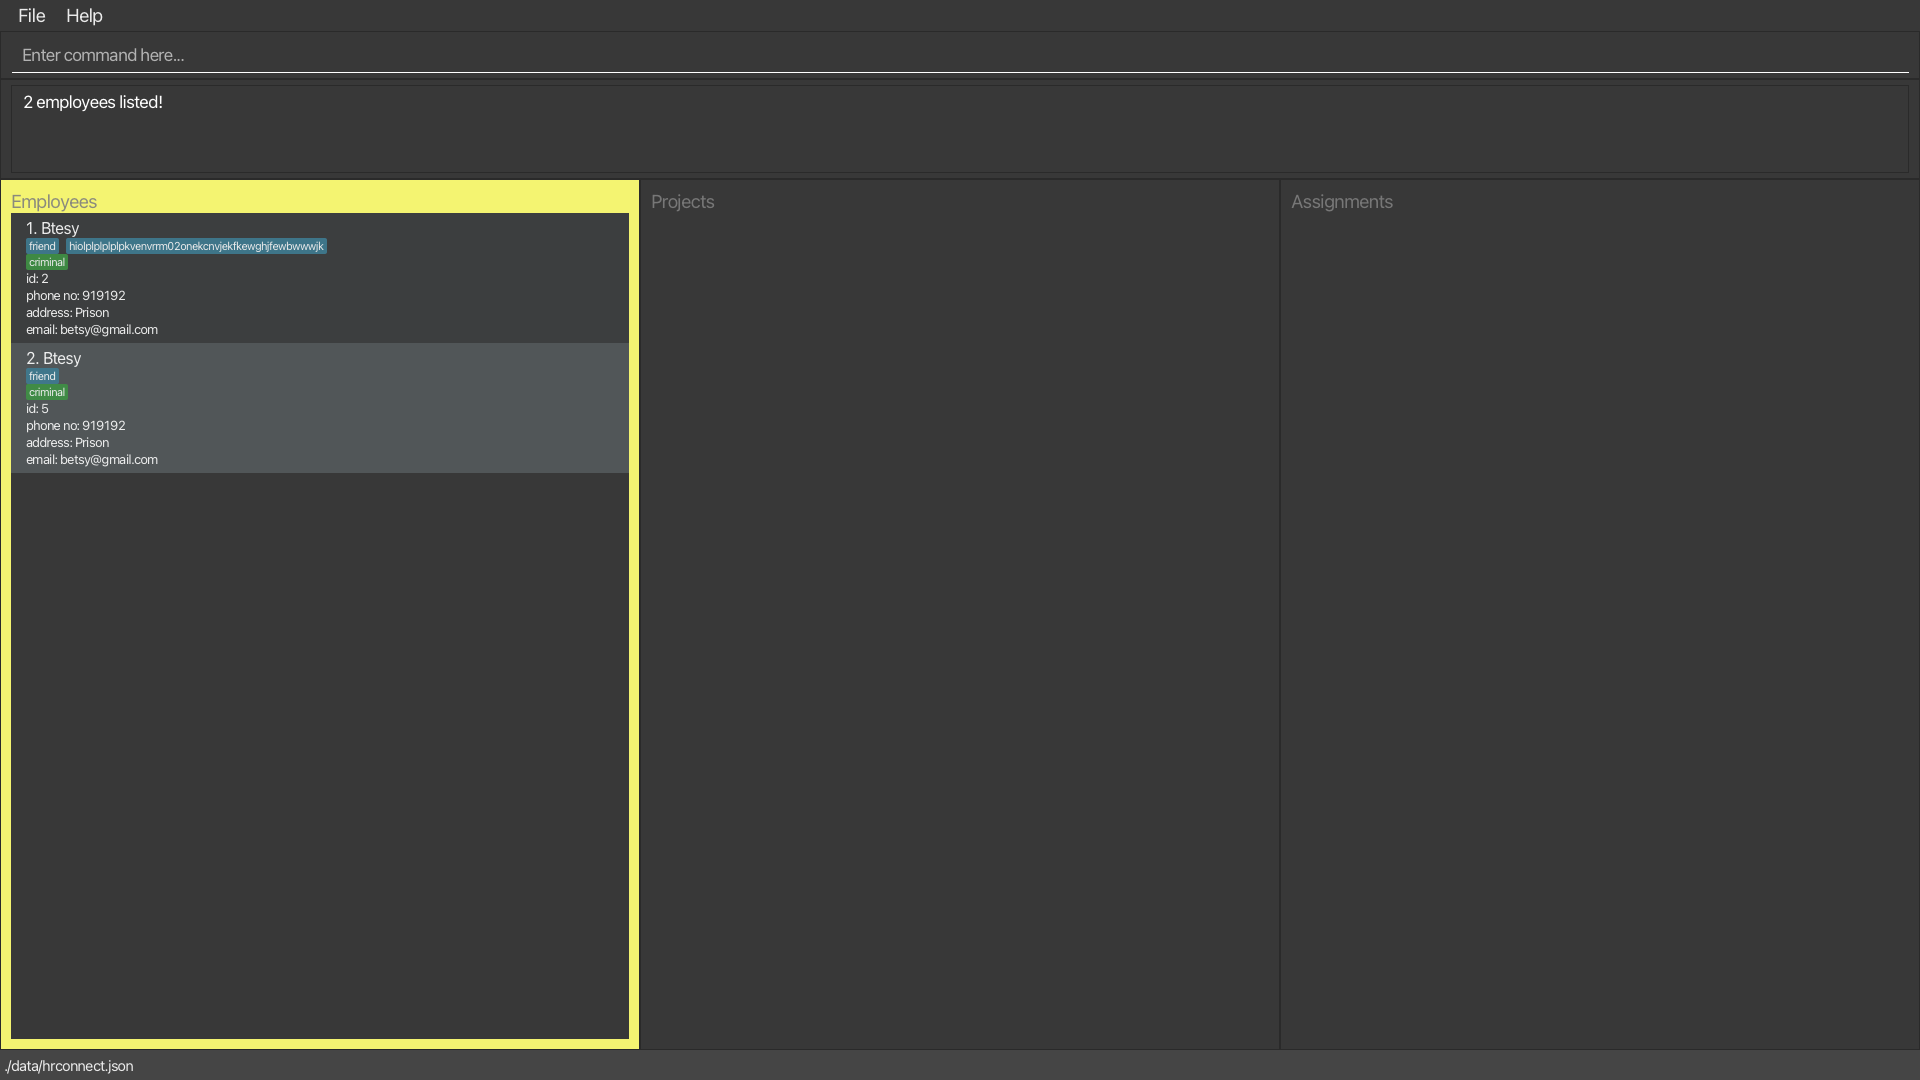 File Help
Enter command here...
2 employees listed!
Employees
1. Btesy
friend hiolplplplplpkvenvrrm02onekcnvjekfkewghjfewbwwwjk
criminal
id: 2
phone no: 919192
address: Prison
email: betsy@gmail.com
2. Btesy
friend
criminal
id: 5
phone no: 919192
address: Prison
email: betsy@gmail.com
Projects
Assignments
./data/hrconnect.json